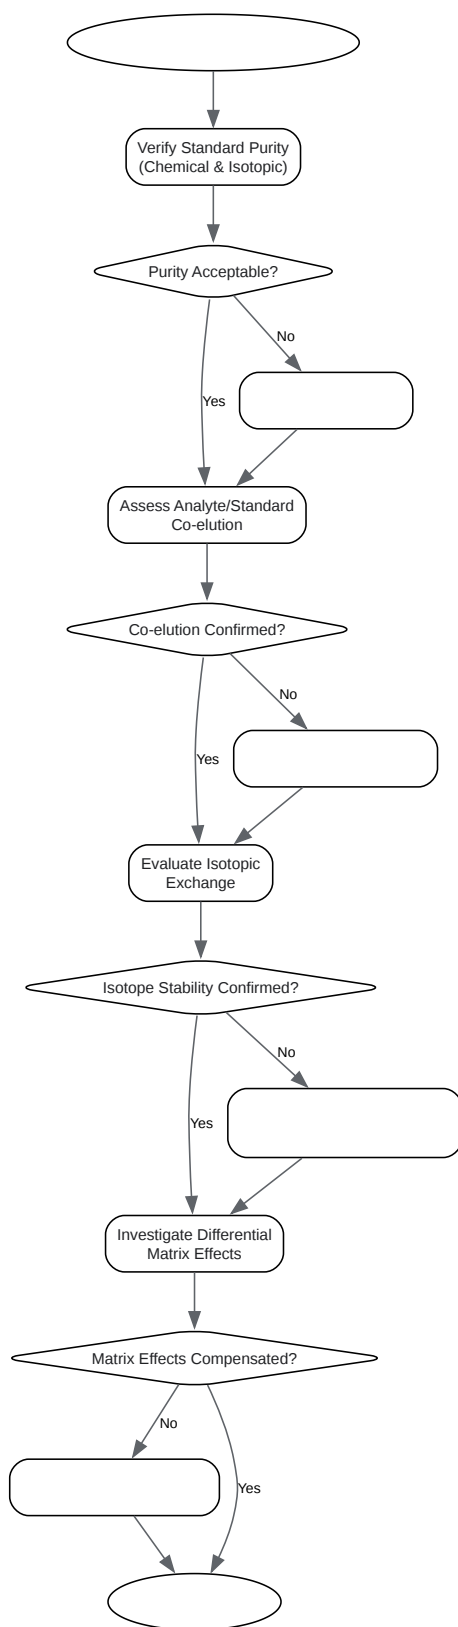 Verify Standard Purity
(Chemical & Isotopic)
Purity Acceptable?
No
Yes
Assess Analyte/Standard
Co-elution
Co-elution Confirmed?
No
Yes
Evaluate Isotopic
Exchange
Isotope Stability Confirmed?
No
Yes
Investigate Differential
Matrix Effects
Matrix Effects Compensated?
No
Yes